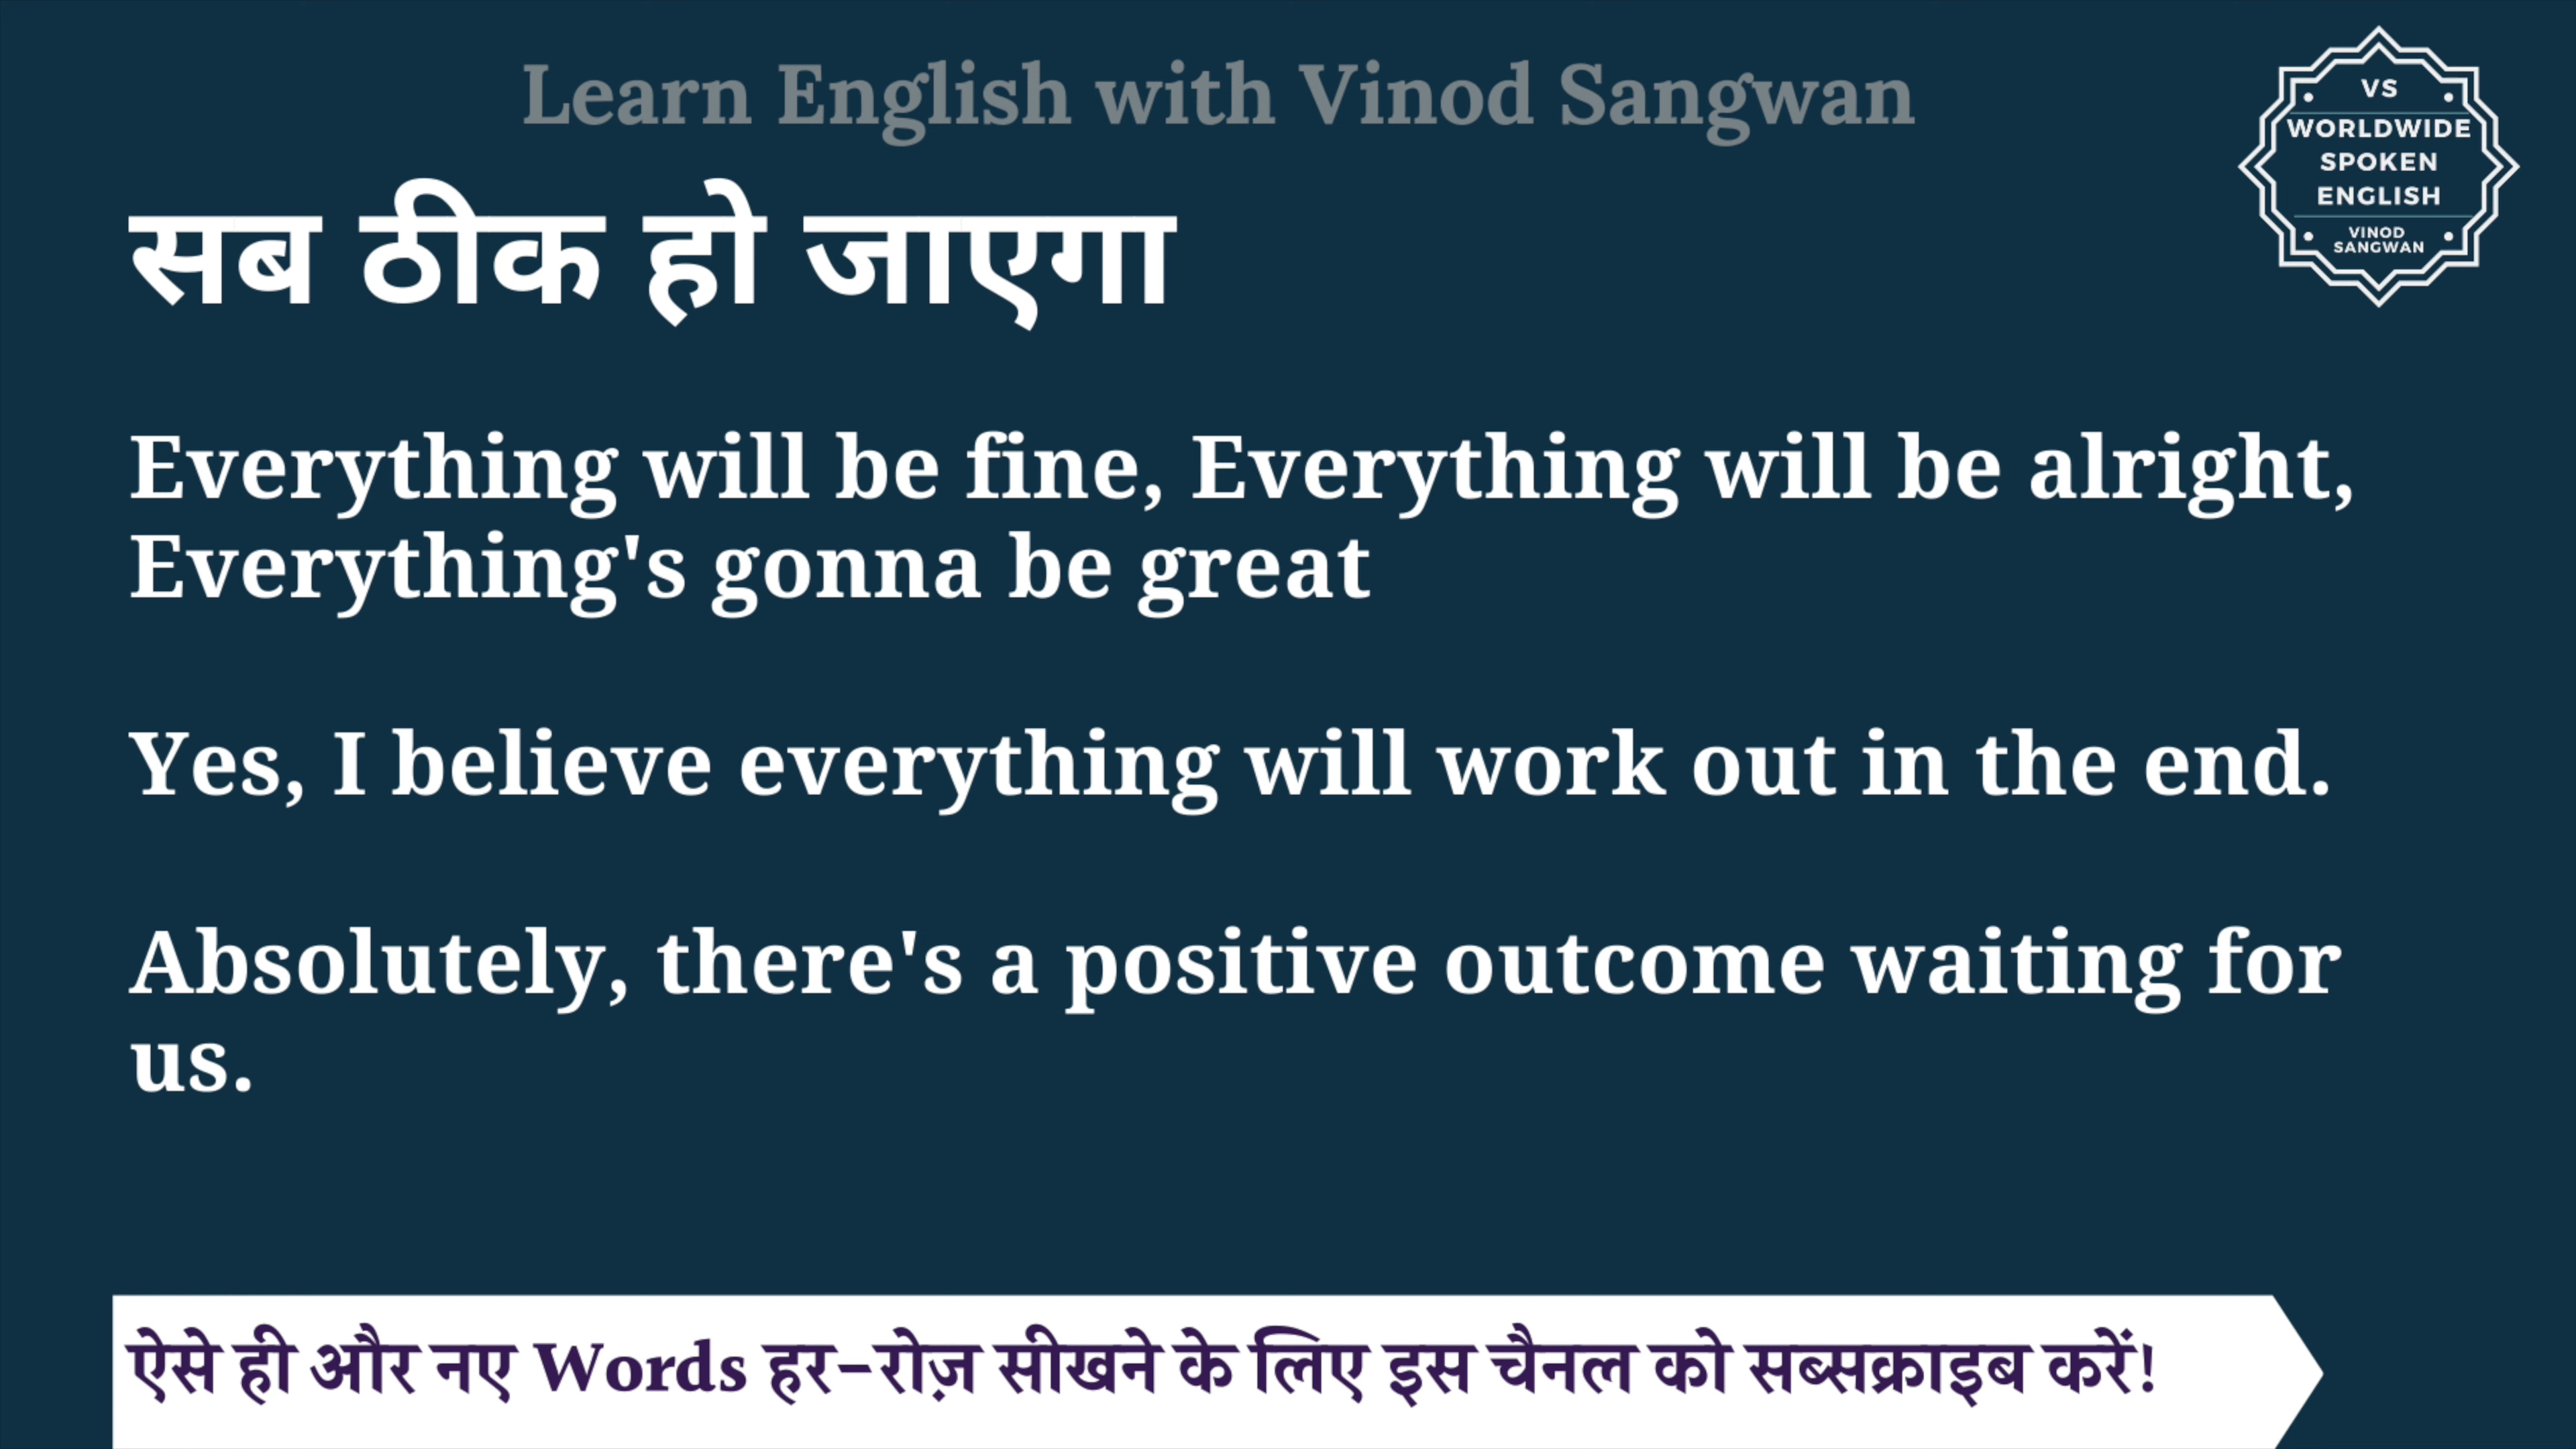 Learn English with Vinod Sangwan
VS
WORLDWIDE
SPOKEN
ENGLISH
VINOD
SANGWAN
सब ठीक हो जाएगा
Everything will be fine, Everything will be alright,
Everything's gonna be great
Yes, I believe everything will work out in the end.
Absolutely, there's a positive outcome waiting for
us.
ऐसे ही और नए Words हर-रोज़ सीखने के लिए इस चैनल को सब्सक्राइब करें!